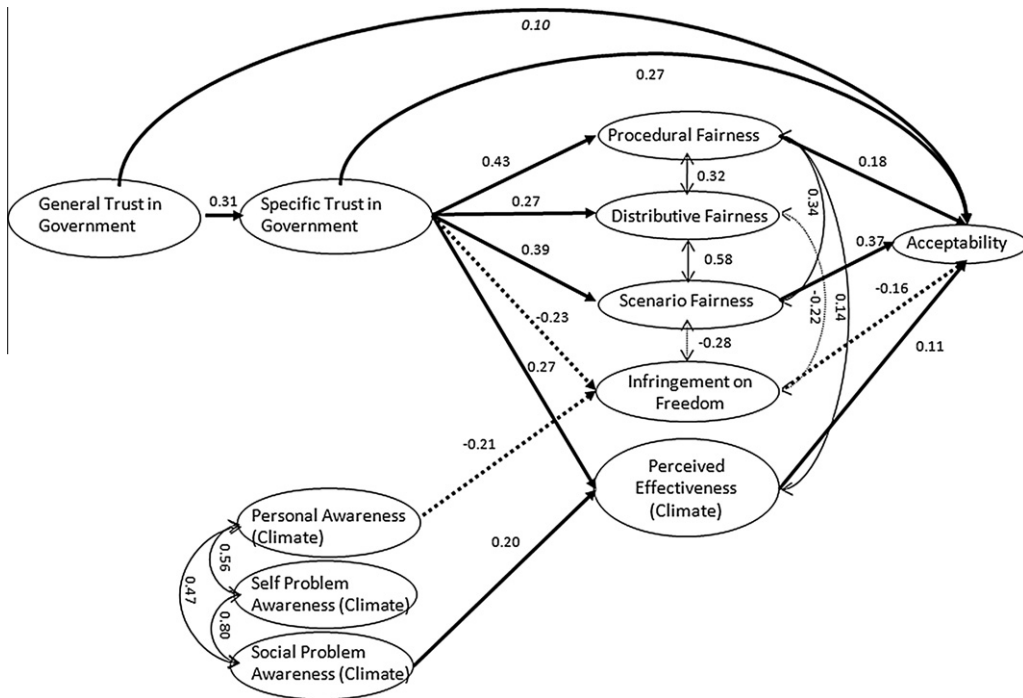 0.10
0.27
Procedural Fairness
0.43
0.18
0.32
0.34
General Trust in
Government
0.31
Specific Trust in
Government
0.27
Distributive Fairness
Acceptability
0.39
0.58
0.37
Scenario Fairness
-0.16
-0.22
0.14
-0.23
-0.28
0.27
0.11
Infringement on
Freedom
-0.21
Perceived
Effectiveness
(Climate)
Personal Awareness
(Climate)
0.20
0.56
0.47
Self Problem
Awareness (Climate)
0.80
Social Problem
Awareness (Climate)